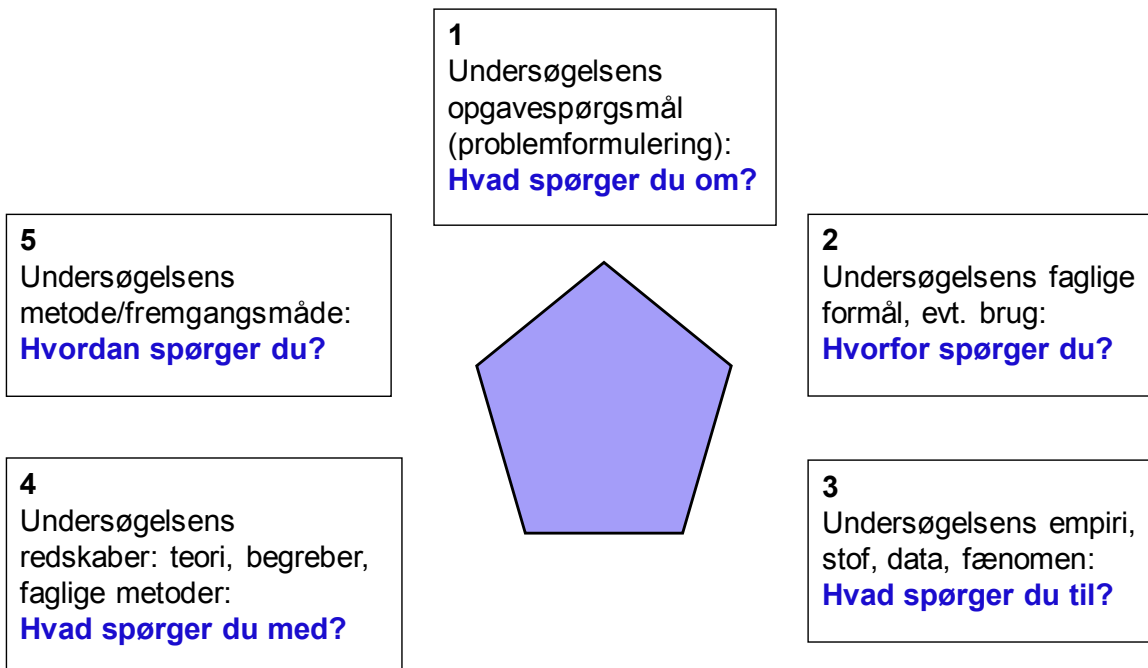 1
Undersøgelsens
opgavespørgsmål
(problemformulering):
Hvad spørger du om?
2
Undersøgelsens faglige
formål, evt. brug:
Hvorfor spørger du?
3
Undersøgelsens empiri,
stof, data, fænomen:
Hvad spørger du til?
4
Undersøgelsens
redskaber: teori, begreber,
faglige metoder:
Hvad spørger du med?
5
Undersøgelsens
metode/fremgangsmåde:
Hvordan spørger du?